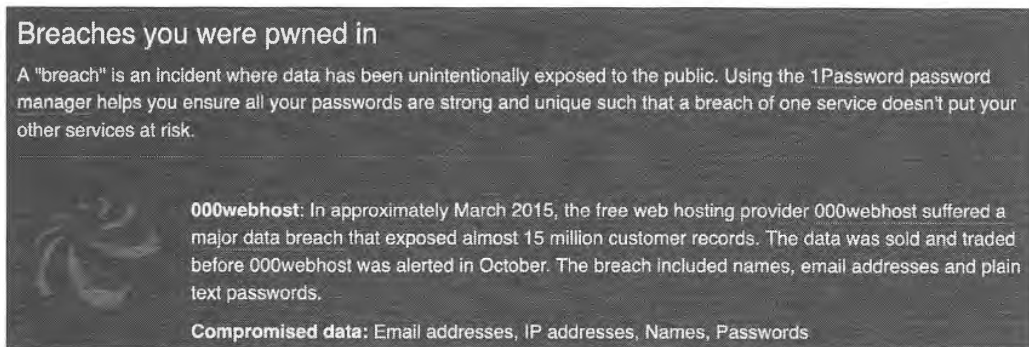 Breaches you were pwned in
A "breach" is an incident where data has been unintentionally exposed to the public. Using the 1Password password
manager helps you ensure all your passwords are strong and unique such that a breach of one service doesn't put your
other services at risk.
000webhost: In approximately March 2015, the free web hosting provider 000webhost suffered a
major data breach that exposed almost 15 million customer records. The data was sold and traded
before 000webhost was alerted in October. The breach included names, email addresses and plain
text passwords.
Compromised data: Email addresses, IP addresses, Names, Passwords